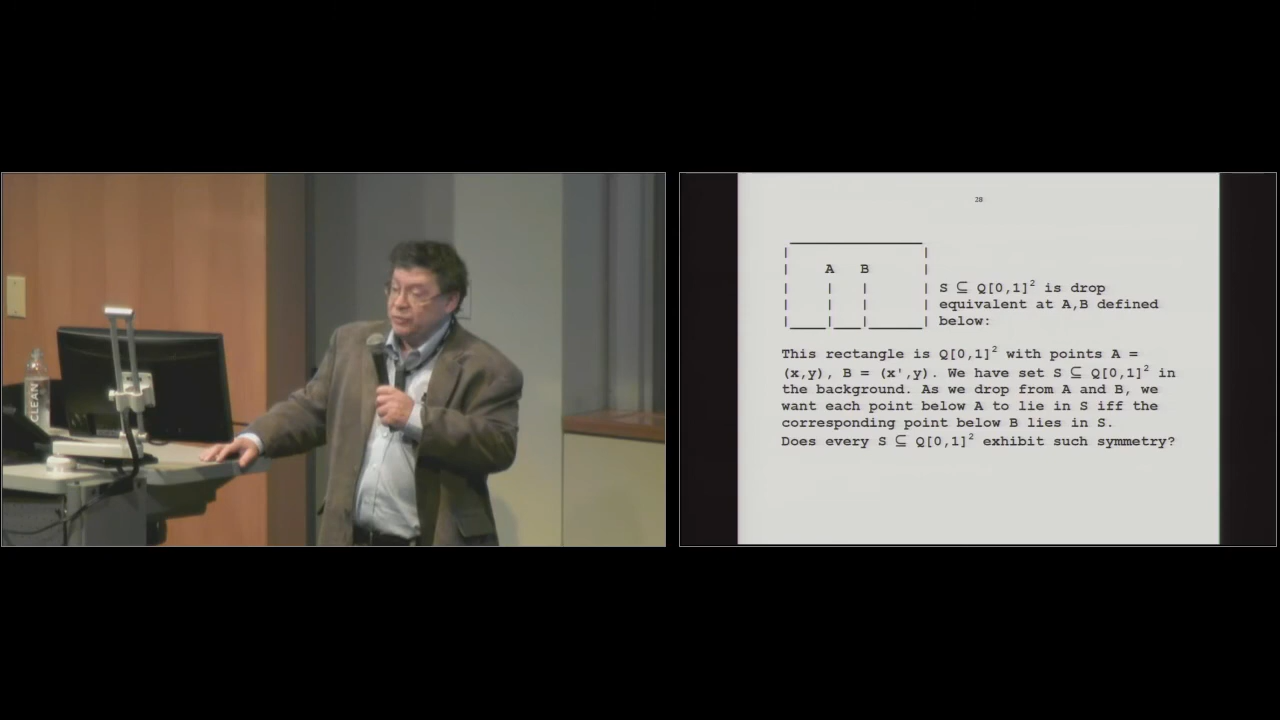 CLEAN
28
A B
S ⊆ Q[0,1]² is drop
equivalent at A,B defined
below:
This rectangle is Q[0,1]² with points A =
(x,y), B = (x',y). We have set S ⊆ Q[0,1]² in
the background. As we drop from A and B, we
want each point below A to lie in S iff the
corresponding point below B lies in S.
Does every S ⊆ Q[0,1]² exhibit such symmetry?